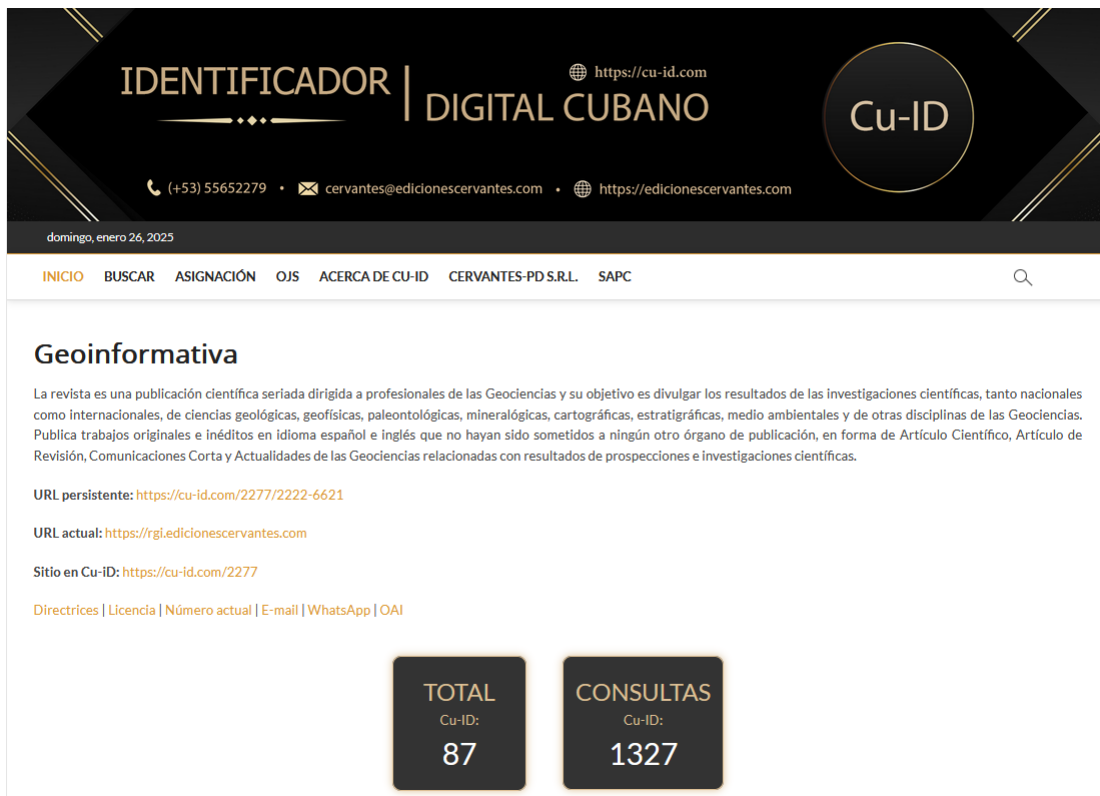 IDENTIFICADOR
https://cu-id.com
DIGITAL CUBANO
Cu-ID
(+53) 55652279 • cervantes@edicionescervantes.com • https://edicionescervantes.com
domingo, enero 26, 2025
INICIO BUSCAR ASIGNACIÓN OJS ACERCA DE CU-ID CERVANTES-PD S.R.L. SAPC
Geoinformativa
La revista es una publicación científica seriada dirigida a profesionales de las Geociencias y su objetivo es divulgar los resultados de las investigaciones científicas, tanto nacionales
como internacionales, de ciencias geológicas, geofísicas, paleontológicas, mineralógicas, cartográficas, estratigráficas, medio ambientales y de otras disciplinas de las Geociencias.
Publica trabajos originales e inéditos en idioma español e inglés que no hayan sido sometidos a ningún otro órgano de publicación, en forma de Artículo Científico, Artículo de
Revisión, Comunicaciones Corta y Actualidades de las Geociencias relacionadas con resultados de prospecciones e investigaciones científicas.
URL persistente: https://cu-id.com/2277/2222-6621
URL actual: https://rgi.edicionescervantes.com
Sitio en Cu-iD: https://cu-id.com/2277
Directrices | Licencia | Número actual | E-mail | WhatsApp | OAI
TOTAL
Cu-ID:
87
CONSULTAS
Cu-ID:
1327